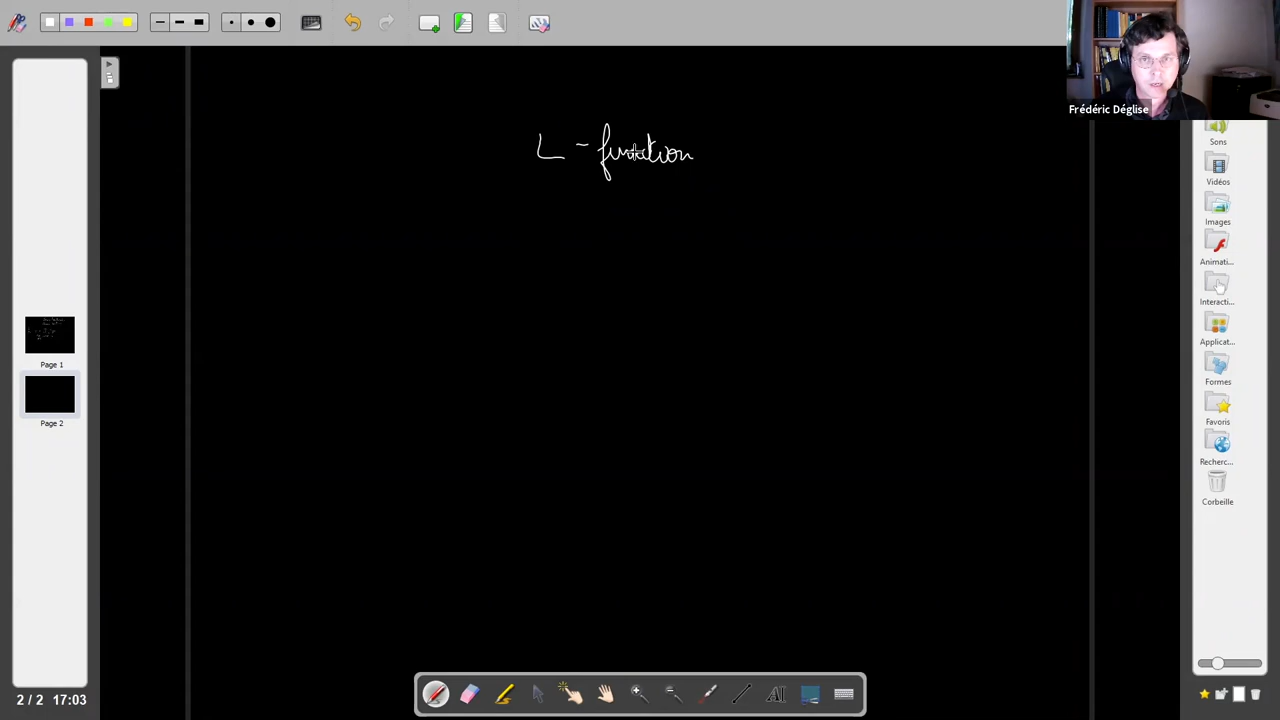 Frédéric Déglise
L - function
Sons
Vidéos
Images
Animati...
Interacti...
Applicat...
Formes
Favoris
Recherc...
Corbeille
Page 1
Page 2
2 / 2 17:03
AI